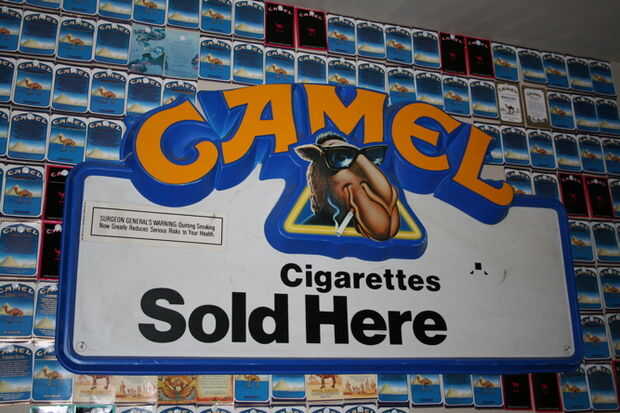 CAMEL
SURGEON GENERAL'S WARNING: Quitting Smoking
Now Greatly Reduces Serious Risks to Your Health.
Cigarettes
Sold Here